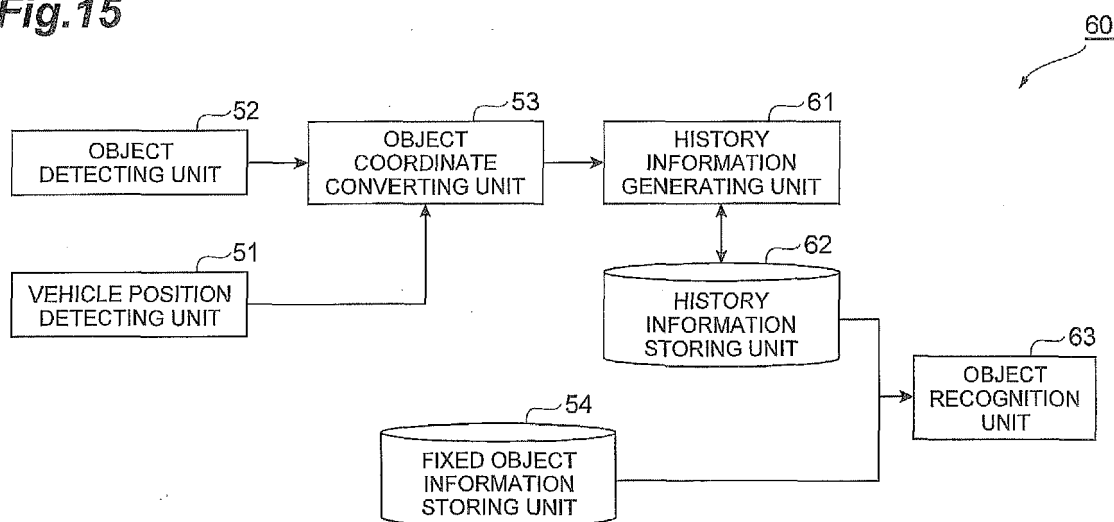 Fig.15
60
52
OBJECT
DETECTING UNIT
53
OBJECT
COORDINATE
CONVERTING UNIT
61
HISTORY
INFORMATION
GENERATING UNIT
51
VEHICLE POSITION
DETECTING UNIT
62
HISTORY
INFORMATION
STORING UNIT
63
OBJECT
RECOGNITION
UNIT
54
FIXED OBJECT
INFORMATION
STORING UNIT